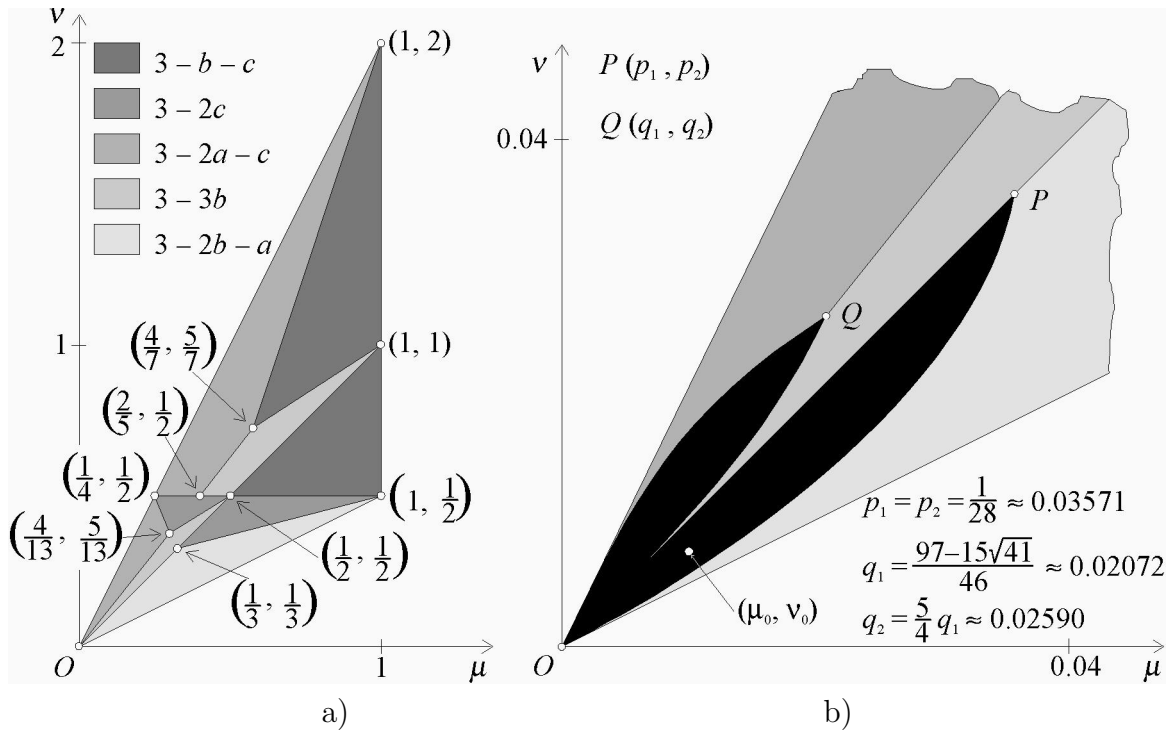 ν
2
1
3 – b – c
3 – 2c
3 – 2a – c
3 – 3b
3 – 2b – a
(1, 2)
(4/7, 5/7)
(1, 1)
(2/5, 1/2)
(1/4, 1/2)
(1, 1/2)
(4/13, 5/13)
(1/2, 1/2)
(1/3, 1/3)
O
1
μ
a)
ν
P (p₁ , p₂)
Q (q₁ , q₂)
0.04
P
Q
p₁ = p₂ = 1/28 ≈ 0.03571
q₁ = (97–15√41)/46 ≈ 0.02072
(μ₀, ν₀)
q₂ = 5/4 q₁ ≈ 0.02590
O
0.04
μ
b)